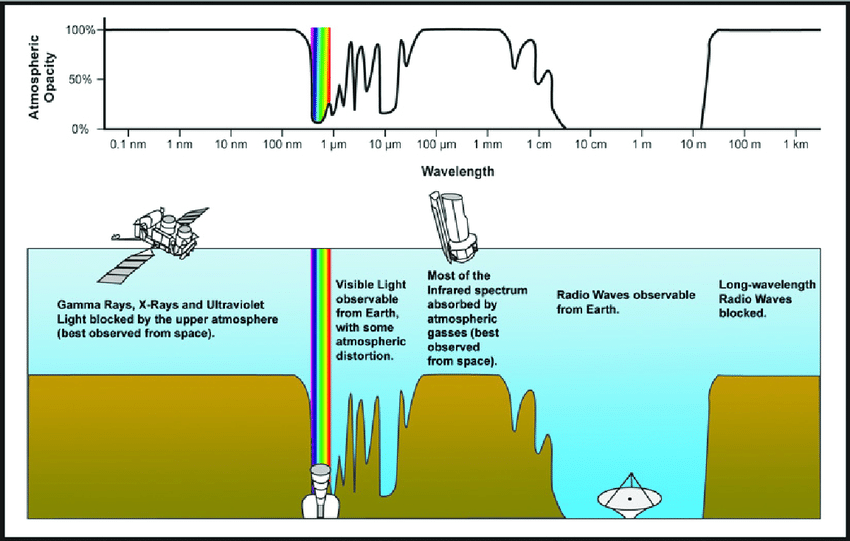 Atmospheric
Opacity
100%
50%
0%
0.1 nm 1 nm 10 nm 100 nm 1 μm 10 μm 100 μm 1 mm 1 cm 10 cm 1 m 10 m 100 m 1 km
Wavelength
Gamma Rays, X-Rays and Ultraviolet
Light blocked by the upper atmosphere
(best observed from space).
Visible Light
observable
from Earth,
with some
atmospheric
distortion.
Most of the
Infrared spectrum
absorbed by
atmospheric
gasses (best
observed
from space).
Radio Waves observable
from Earth.
Long-wavelength
Radio Waves
blocked.